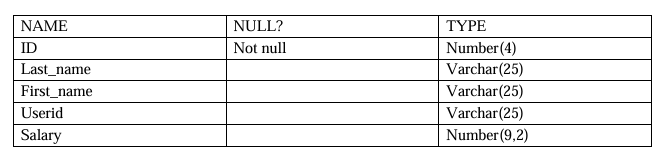 NAME NULL? TYPE
ID Not null Number(4)
Last_name Varchar(25)
First_name Varchar(25)
Userid Varchar(25)
Salary Number(9,2)